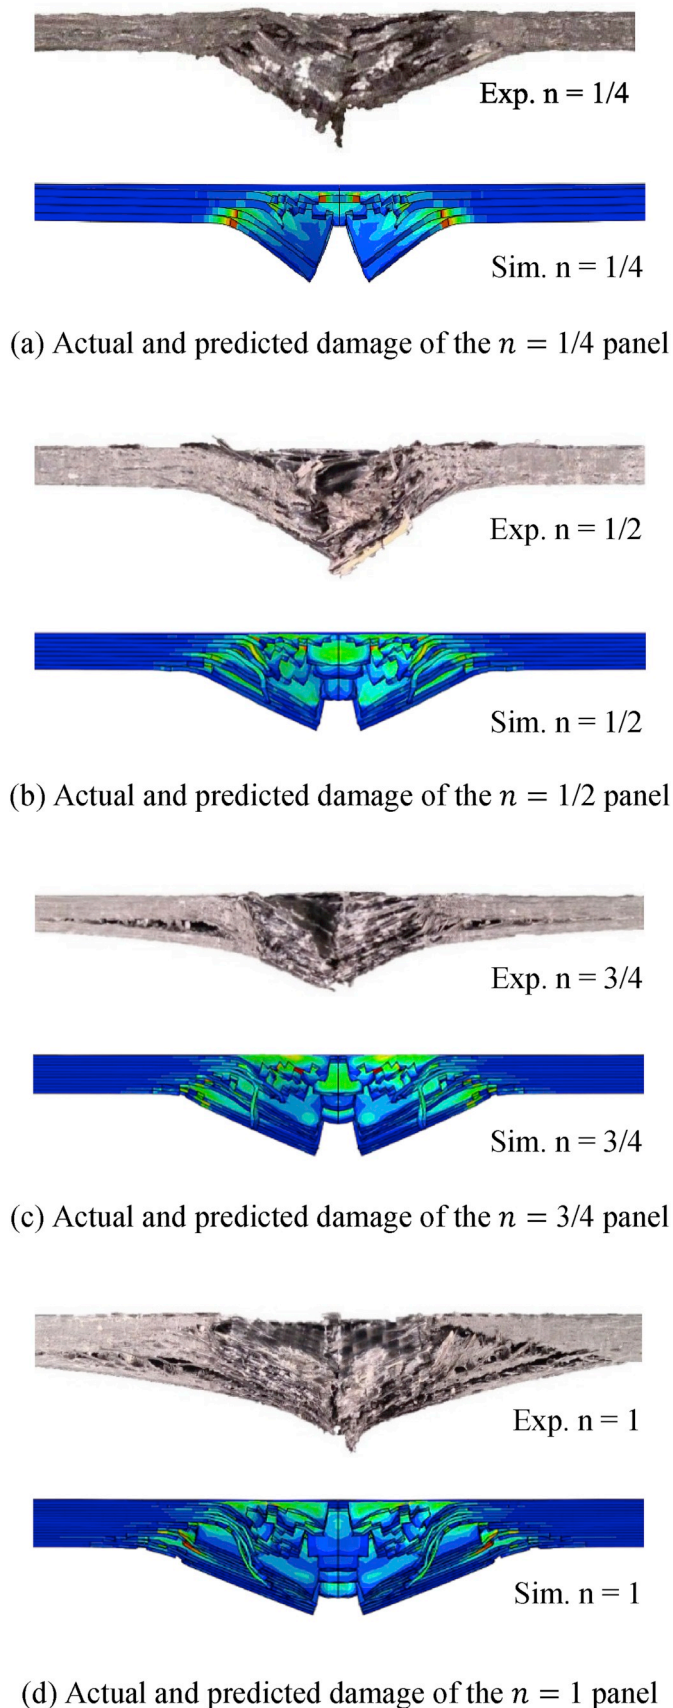 Exp. n = 1/4
Sim. n = 1/4
(a) Actual and predicted damage of the n = 1/4 panel
Exp. n = 1/2
Sim. n = 1/2
(b) Actual and predicted damage of the n = 1/2 panel
Exp. n = 3/4
Sim. n = 3/4
(c) Actual and predicted damage of the n = 3/4 panel
Exp. n = 1
Sim. n = 1
(d) Actual and predicted damage of the n = 1 panel